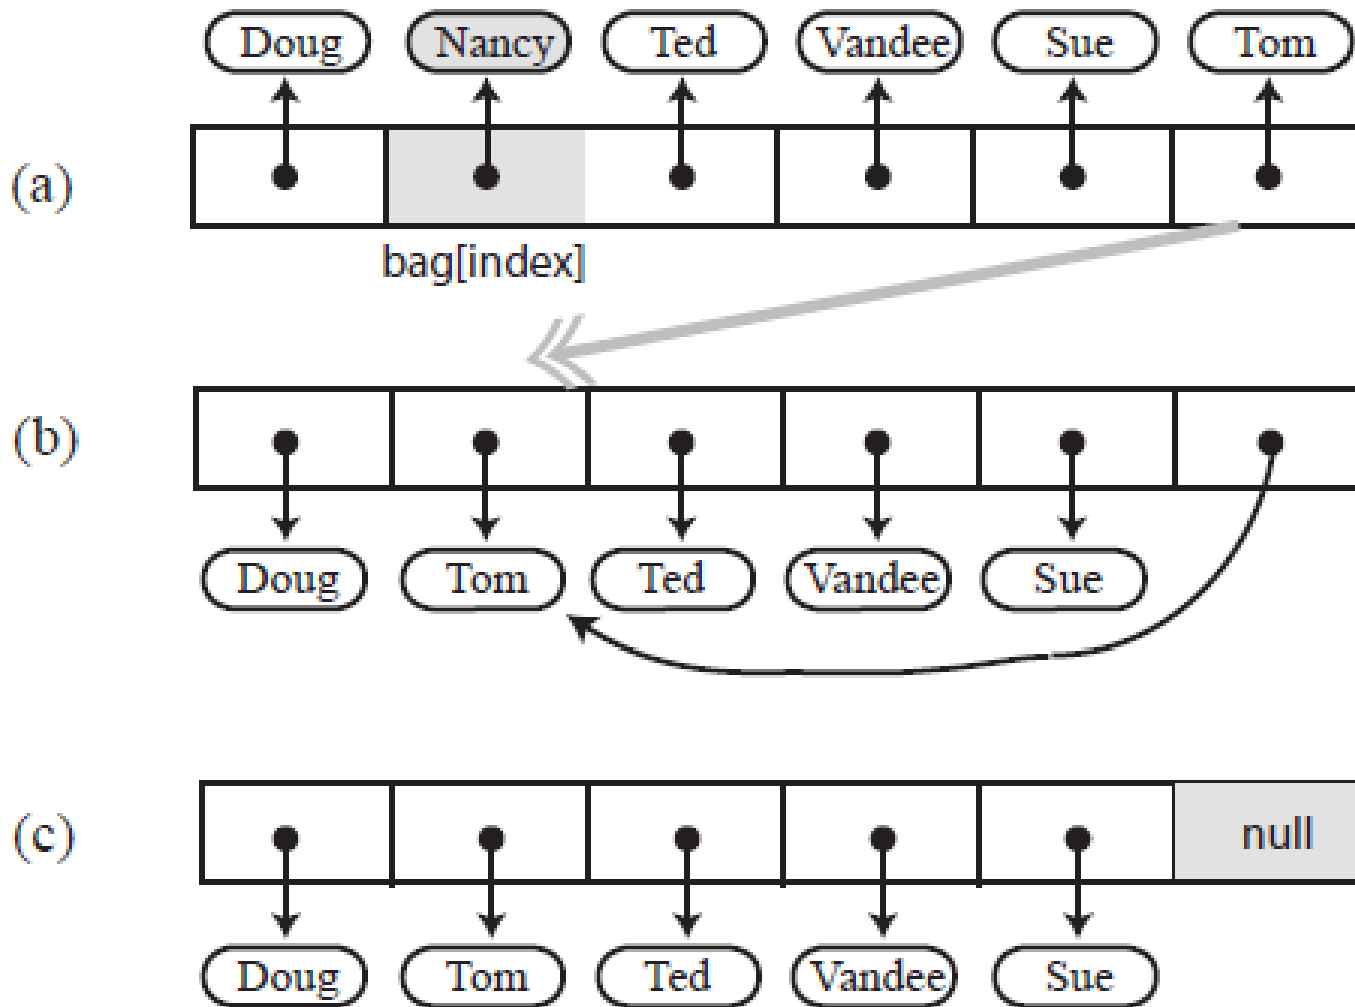 Doug Nancy Ted Vandee Sue Tom
(a)
bag[index]
(b)
Doug Tom Ted Vandee Sue
(c) null
Doug Tom Ted Vandee Sue